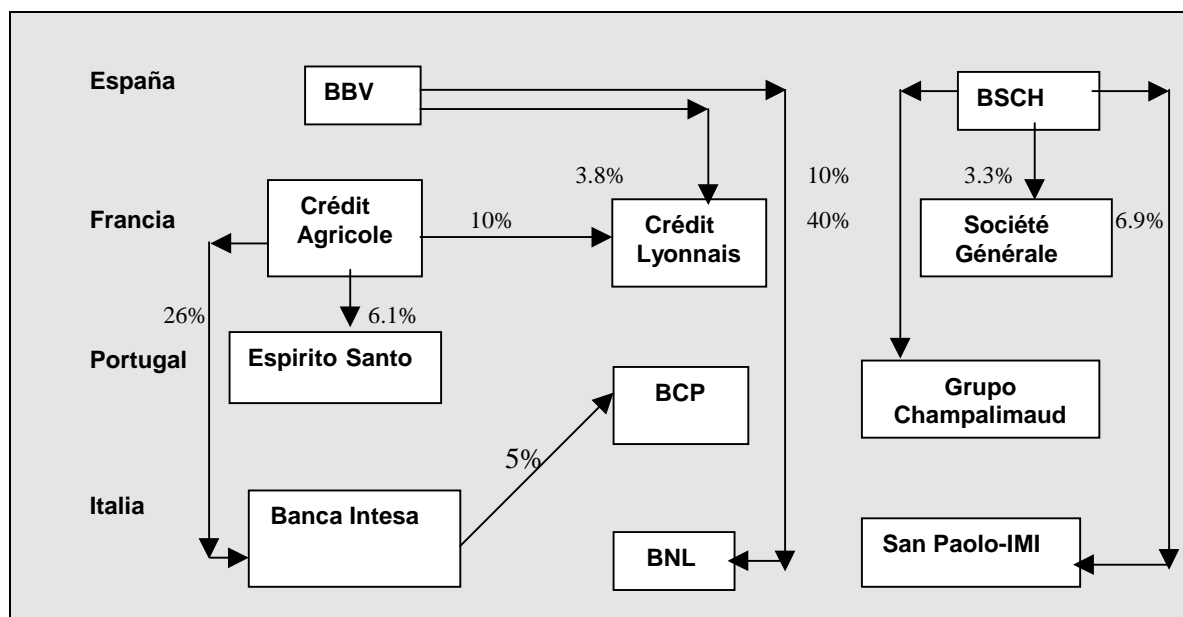 España
BBV
BSCH
3.8%
10%
3.3%
Francia
Crédit
Agricole
10%
Crédit
Lyonnais
40%
Société
Générale
6.9%
26%
6.1%
Portugal
Espirito Santo
BCP
Grupo
Champalimaud
5%
Italia
Banca Intesa
BNL
San Paolo-IMI